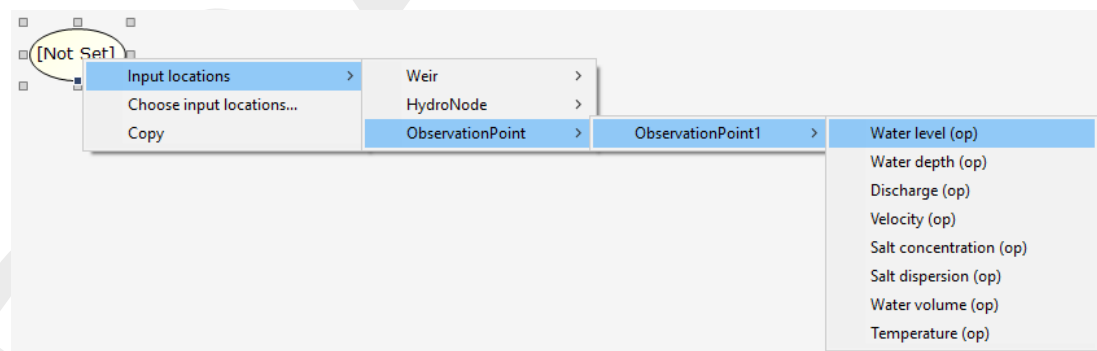 [Not Set]
Input locations
Choose input locations...
Copy
Weir
HydroNode
ObservationPoint
ObservationPoint1
Water level (op)
Water depth (op)
Discharge (op)
Velocity (op)
Salt concentration (op)
Salt dispersion (op)
Water volume (op)
Temperature (op)